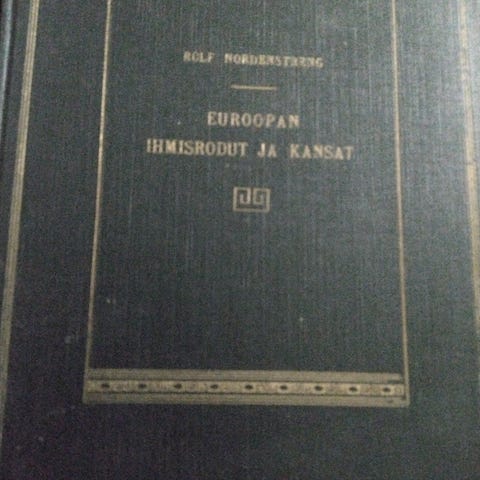 ROLF NORDENSTRENG
EUROOPAN
IHMISRODUT JA KANSAT